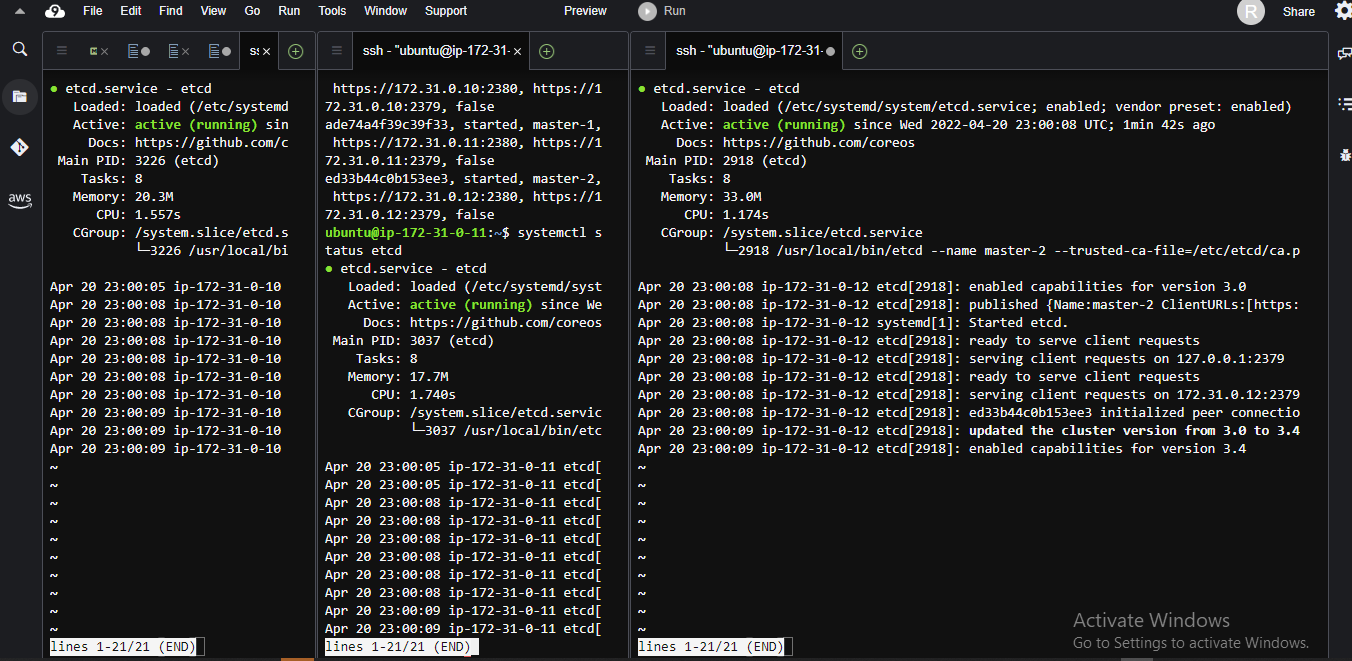 File Edit Find View Go Run Tools Window Support Preview Run R Share
ssh - "ubuntu@ip-172-31-
ssh - "ubuntu@ip-172-31-
aws
● etcd.service - etcd
Loaded: loaded (/etc/systemd
Active: active (running) sin
Docs: https://github.com/c
Main PID: 3226 (etcd)
Tasks: 8
Memory: 20.3M
CPU: 1.557s
CGroup: /system.slice/etcd.s
└─3226 /usr/local/bi
Apr 20 23:00:05 ip-172-31-0-10
Apr 20 23:00:08 ip-172-31-0-10
Apr 20 23:00:08 ip-172-31-0-10
Apr 20 23:00:08 ip-172-31-0-10
Apr 20 23:00:08 ip-172-31-0-10
Apr 20 23:00:08 ip-172-31-0-10
Apr 20 23:00:08 ip-172-31-0-10
Apr 20 23:00:09 ip-172-31-0-10
Apr 20 23:00:09 ip-172-31-0-10
Apr 20 23:00:09 ip-172-31-0-10
~
~
~
~
~
~
~
~
~
~
lines 1-21/21 (END)
https://172.31.0.10:2380, https://1
72.31.0.10:2379, false
ade74a4f39c39f33, started, master-1,
https://172.31.0.11:2380, https://1
72.31.0.11:2379, false
ed33b44c0b153ee3, started, master-2,
https://172.31.0.12:2380, https://1
72.31.0.12:2379, false
ubuntu@ip-172-31-0-11:~$ systemctl s
tatus etcd
● etcd.service - etcd
Loaded: loaded (/etc/systemd/syst
Active: active (running) since We
Docs: https://github.com/coreos
Main PID: 3037 (etcd)
Tasks: 8
Memory: 17.7M
CPU: 1.740s
CGroup: /system.slice/etcd.servic
└─3037 /usr/local/bin/etc
Apr 20 23:00:05 ip-172-31-0-11 etcd[
Apr 20 23:00:05 ip-172-31-0-11 etcd[
Apr 20 23:00:08 ip-172-31-0-11 etcd[
Apr 20 23:00:08 ip-172-31-0-11 etcd[
Apr 20 23:00:08 ip-172-31-0-11 etcd[
Apr 20 23:00:08 ip-172-31-0-11 etcd[
Apr 20 23:00:08 ip-172-31-0-11 etcd[
Apr 20 23:00:08 ip-172-31-0-11 etcd[
Apr 20 23:00:09 ip-172-31-0-11 etcd[
Apr 20 23:00:09 ip-172-31-0-11 etcd[
lines 1-21/21 (END)
● etcd.service - etcd
Loaded: loaded (/etc/systemd/system/etcd.service; enabled; vendor preset: enabled)
Active: active (running) since Wed 2022-04-20 23:00:08 UTC; 1min 42s ago
Docs: https://github.com/coreos
Main PID: 2918 (etcd)
Tasks: 8
Memory: 33.0M
CPU: 1.174s
CGroup: /system.slice/etcd.service
└─2918 /usr/local/bin/etcd --name master-2 --trusted-ca-file=/etc/etcd/ca.p
Apr 20 23:00:08 ip-172-31-0-12 etcd[2918]: enabled capabilities for version 3.0
Apr 20 23:00:08 ip-172-31-0-12 etcd[2918]: published {Name:master-2 ClientURLs:[https:
Apr 20 23:00:08 ip-172-31-0-12 systemd[1]: Started etcd.
Apr 20 23:00:08 ip-172-31-0-12 etcd[2918]: ready to serve client requests
Apr 20 23:00:08 ip-172-31-0-12 etcd[2918]: serving client requests on 127.0.0.1:2379
Apr 20 23:00:08 ip-172-31-0-12 etcd[2918]: ready to serve client requests
Apr 20 23:00:08 ip-172-31-0-12 etcd[2918]: serving client requests on 172.31.0.12:2379
Apr 20 23:00:08 ip-172-31-0-12 etcd[2918]: ed33b44c0b153ee3 initialized peer connectio
Apr 20 23:00:09 ip-172-31-0-12 etcd[2918]: updated the cluster version from 3.0 to 3.4
Apr 20 23:00:09 ip-172-31-0-12 etcd[2918]: enabled capabilities for version 3.4
~
~
~
~
~
~
~
~
~
~
lines 1-21/21 (END)
Activate Windows
Go to Settings to activate Windows.